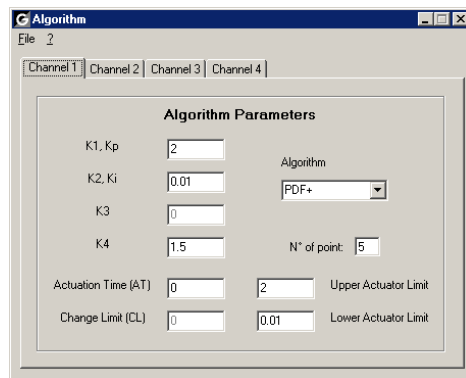 G Algorithm
File ?
Channel 1 Channel 2 Channel 3 Channel 4
Algorithm Parameters
K1, Kp 2
Algorithm
K2, Ki 0.01
PDF+
K3 0
K4 1.5 N° of point: 5
Actuation Time (AT) 0 2 Upper Actuator Limit
Change Limit (CL) 0 0.01 Lower Actuator Limit